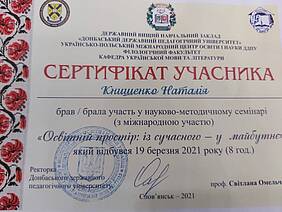 ДЕРЖАВНИЙ ВИЩИЙ НАВЧАЛЬНИЙ ЗАКЛАД
«ДОНБАСЬКИЙ ДЕРЖАВНИЙ ПЕДАГОГІЧНИЙ УНІВЕРСИТЕТ»
УКРАЇНСЬКО-ПОЛЬСЬКИЙ МІЖНАРОДНИЙ ЦЕНТР ОСВІТИ І НАУКИ ДДПУ
ФІЛОЛОГІЧНИЙ ФАКУЛЬТЕТ
КАФЕДРА УКРАЇНСЬКОЇ МОВИ ТА ЛІТЕРАТУРИ
СЕРТИФІКАТ УЧАСНИКА
Книшенко Наталія
брав / брала участь у науково-методичному семінарі
(з міжнародною участю)
«Освітній простір: із сучасного – у майбутнє»
який відбувся 19 березня 2021 року (8 год.)
Ректорка
Донбаського державного
педагогічного університету
проф. Світлана Омельч
Слов'янськ – 2021